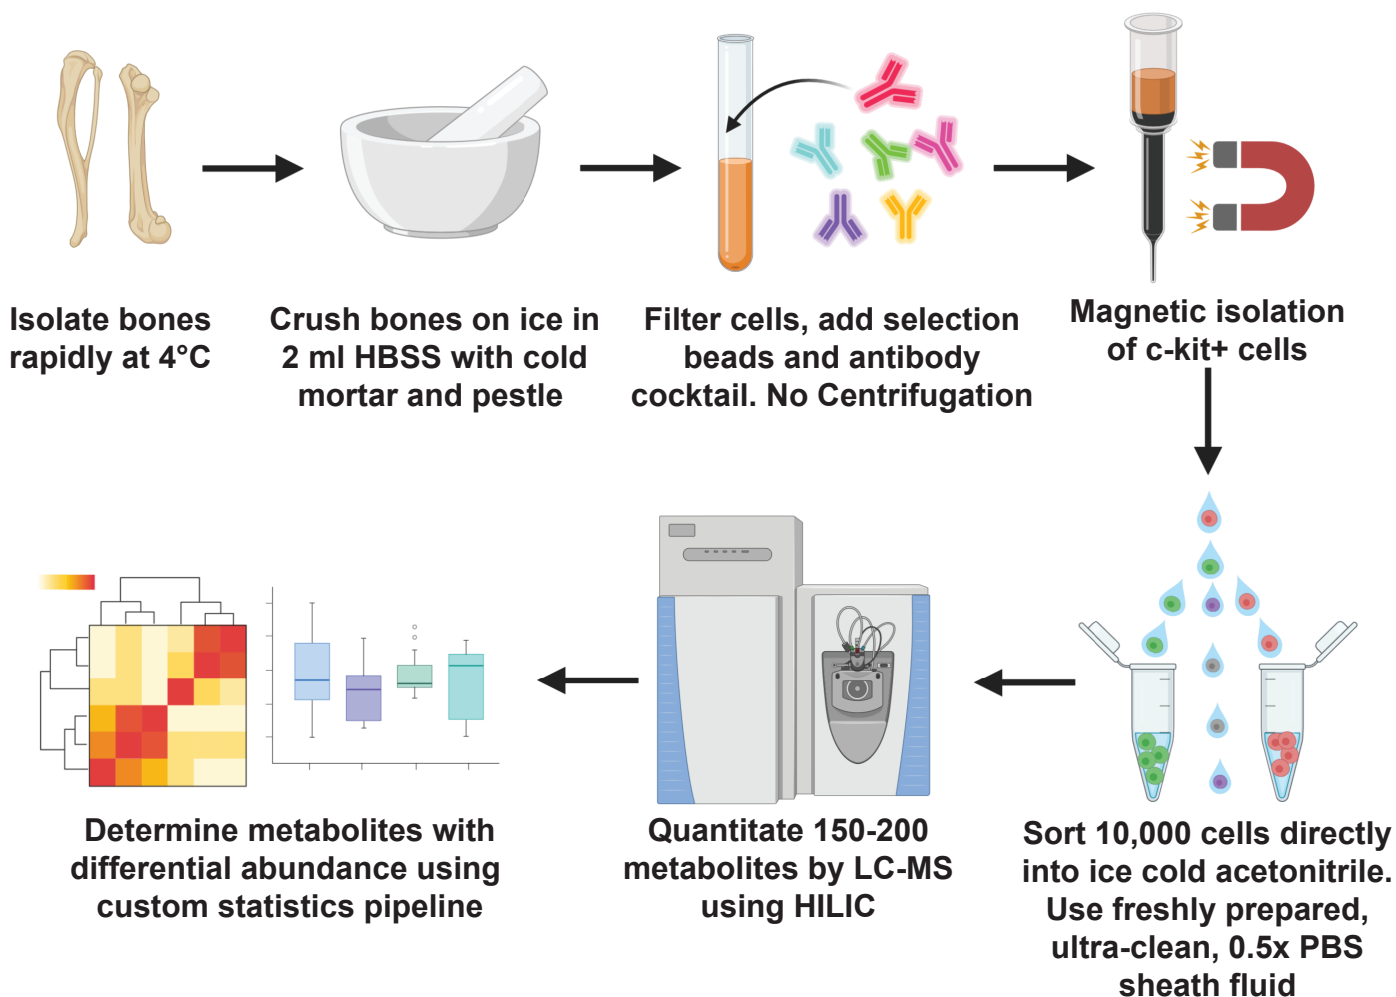 Isolate bones
rapidly at 4°C
Crush bones on ice in
2 ml HBSS with cold
mortar and pestle
Filter cells, add selection
beads and antibody
cocktail. No Centrifugation
Magnetic isolation
of c-kit+ cells
Sort 10,000 cells directly
into ice cold acetonitrile.
Use freshly prepared,
ultra-clean, 0.5x PBS
sheath fluid
Quantitate 150-200
metabolites by LC-MS
using HILIC
Determine metabolites with
differential abundance using
custom statistics pipeline